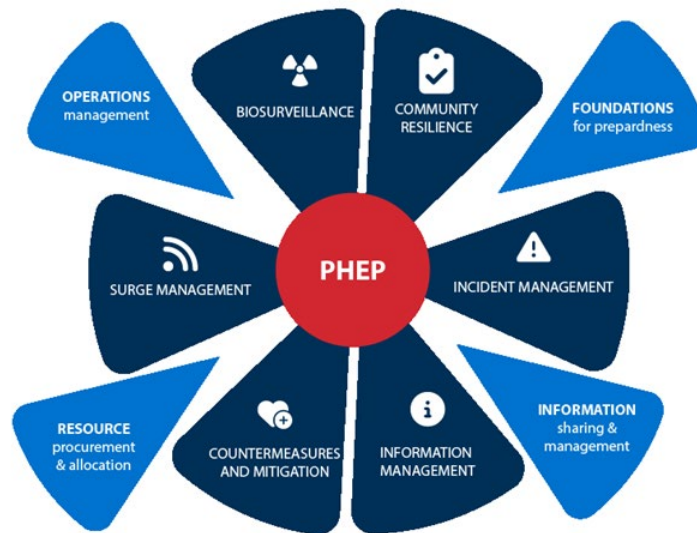 OPERATIONS
management
BIOSURVEILLANCE
COMMUNITY
RESILIENCE
FOUNDATIONS
for prepardness
SURGE MANAGEMENT
PHEP
INCIDENT MANAGEMENT
RESOURCE
procurement
& allocation
COUNTERMEASURES
AND MITIGATION
INFORMATION
MANAGEMENT
INFORMATION
sharing &
management